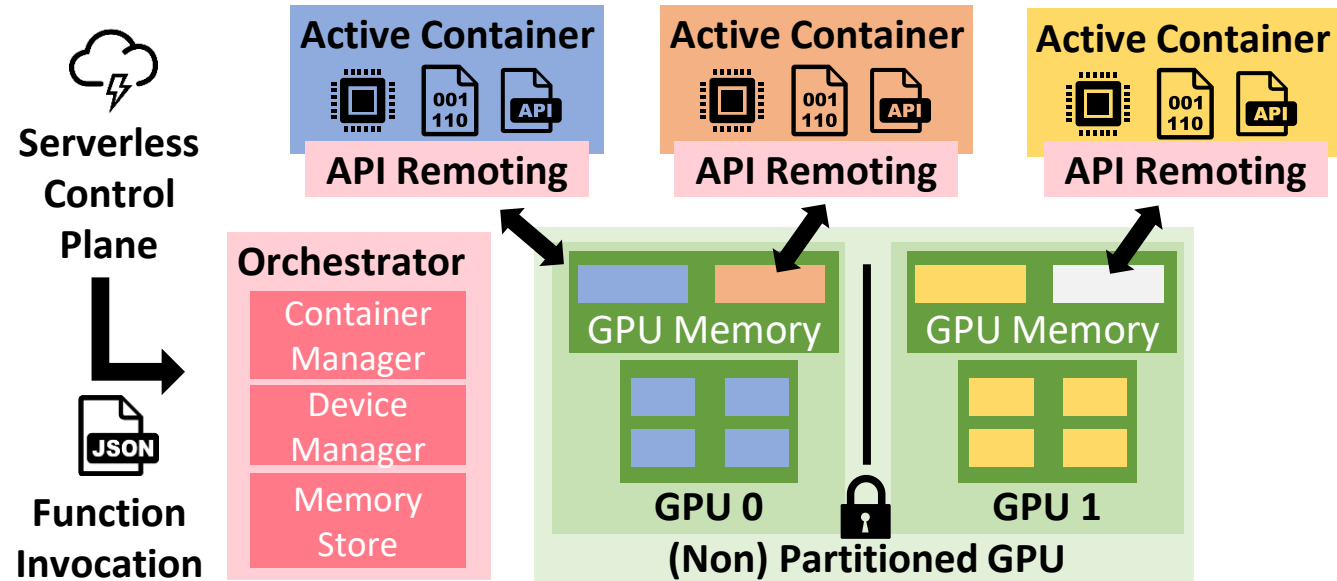 Serverless
Control
Plane
JSON
Function
Invocation
Active Container
001
110
API
API Remoting
Active Container
001
110
API
API Remoting
Active Container
001
110
API
API Remoting
Orchestrator
Container
Manager
Device
Manager
Memory
Store
GPU Memory
GPU 0
GPU Memory
GPU 1
(Non) Partitioned GPU